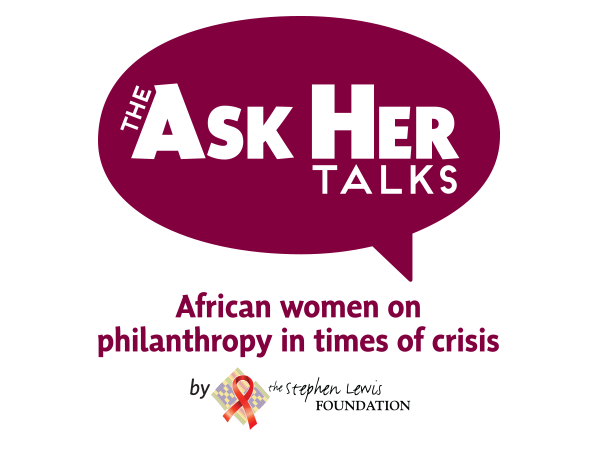 THE
ASK HER
TALKS
African women on
philanthropy in times of crisis
by the Stephen Lewis
FOUNDATION